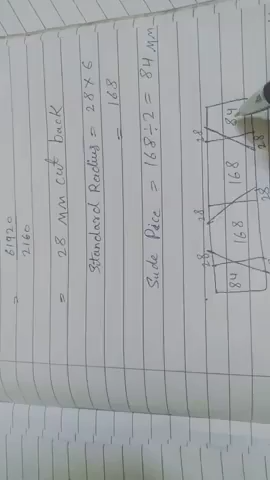 = 61920
2160
= 28 MM cut back
Standard Radius = 28 × 6
= 168
Side Piece = 168 ÷ 2 = 84 MM
28 28 28
84 168 168 84
28 28